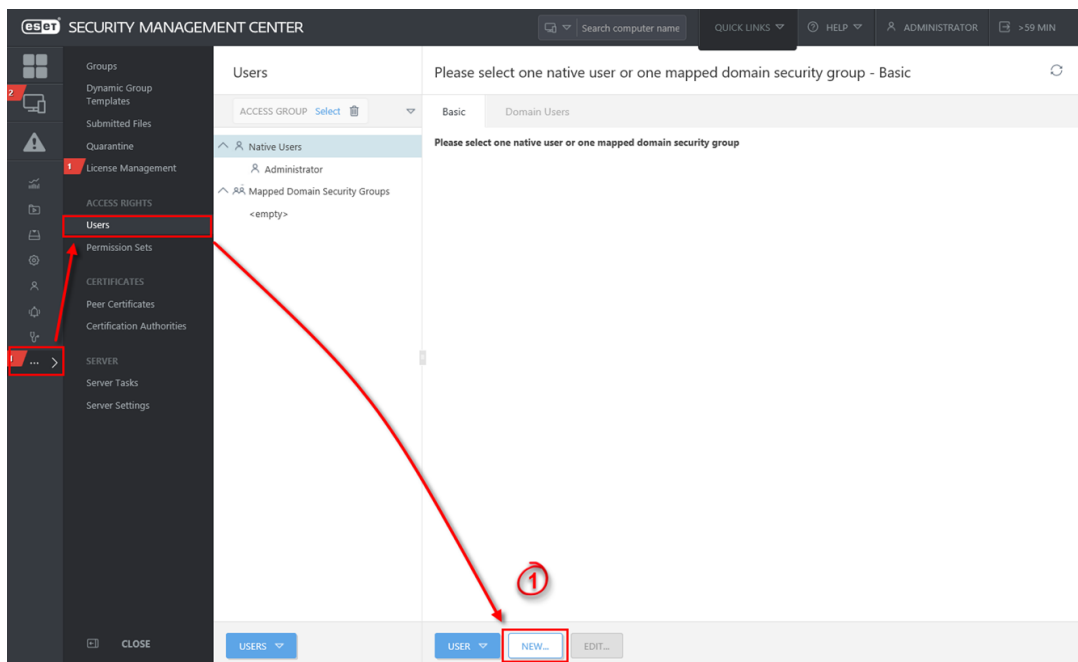 eset SECURITY MANAGEMENT CENTER
Search computer name
QUICK LINKS
HELP
ADMINISTRATOR
>59 MIN
2
1
1
...
Groups
Dynamic Group
Templates
Submitted Files
Quarantine
License Management
ACCESS RIGHTS
Users
Permission Sets
CERTIFICATES
Peer Certificates
Certification Authorities
SERVER
Server Tasks
Server Settings
CLOSE
Users
ACCESS GROUP Select
Native Users
Administrator
Mapped Domain Security Groups
<empty>
USERS
Please select one native user or one mapped domain security group - Basic
Basic
Domain Users
Please select one native user or one mapped domain security group
1
USER
NEW...
EDIT...